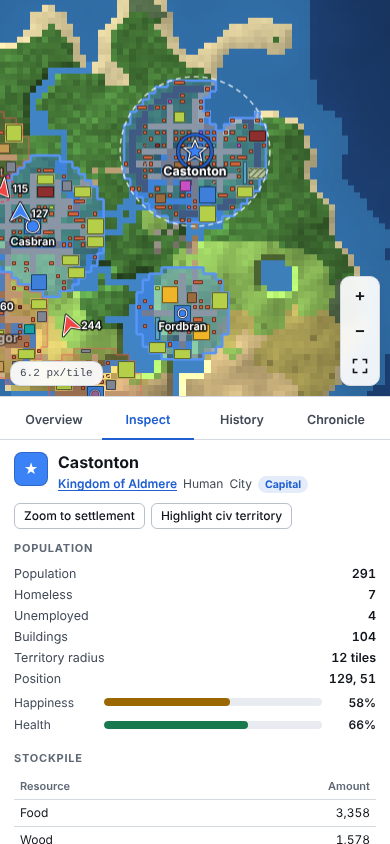 Castonton
115
127
Casbran
60
244
Fordbran
gor
6.2 px/tile
+
−
Overview Inspect History Chronicle
Castonton
Kingdom of Aldmere Human City Capital
Zoom to settlement Highlight civ territory
POPULATION
Population 291
Homeless 7
Unemployed 4
Buildings 104
Territory radius 12 tiles
Position 129, 51
Happiness 58%
Health 66%
STOCKPILE
Resource Amount
Food 3,358
Wood 1,578